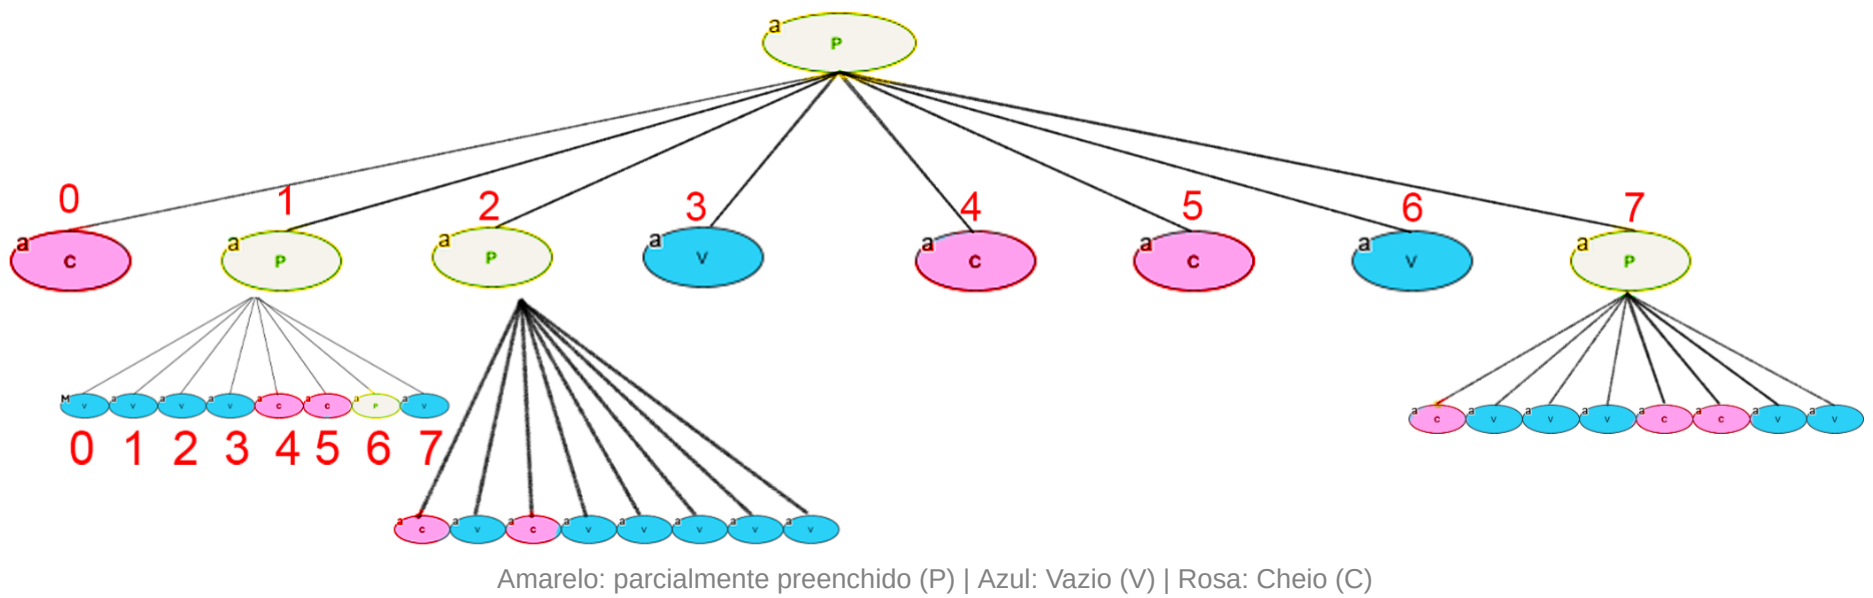 a P
0 1 2 3 4 5 6 7
a C a P a P a V a C a C a V a P
M V a V a V a V a C a C a P a V
a C a V a V a V a C a C a V a V
0 1 2 3 4 5 6 7
a C a V a C a V a V a V a V a V
Amarelo: parcialmente preenchido (P) | Azul: Vazio (V) | Rosa: Cheio (C)